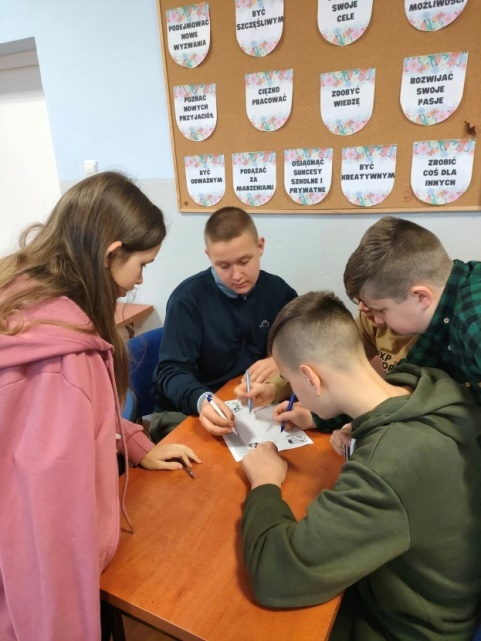 PODEJMOWAĆ
NOWE
WYZWANIA
BYĆ
SZCZĘŚLIWYM
SWOJE
CELE
MOŻLIWOŚCI
POZNAĆ
NOWYCH
PRZYJACIÓŁ
CIĘŻKO
PRACOWAĆ
ZDOBYĆ
WIEDZĘ
ROZWIJAĆ
SWOJE
PASJE
BYĆ
ODWAŻNYM
PODĄŻAĆ
ZA
MARZENIAMI
OSIĄGNĄĆ
SUKCESY
SZKOLNE I
PRYWATNE
BYĆ
KREATYWNYM
ZROBIĆ
COŚ DLA
INNYCH